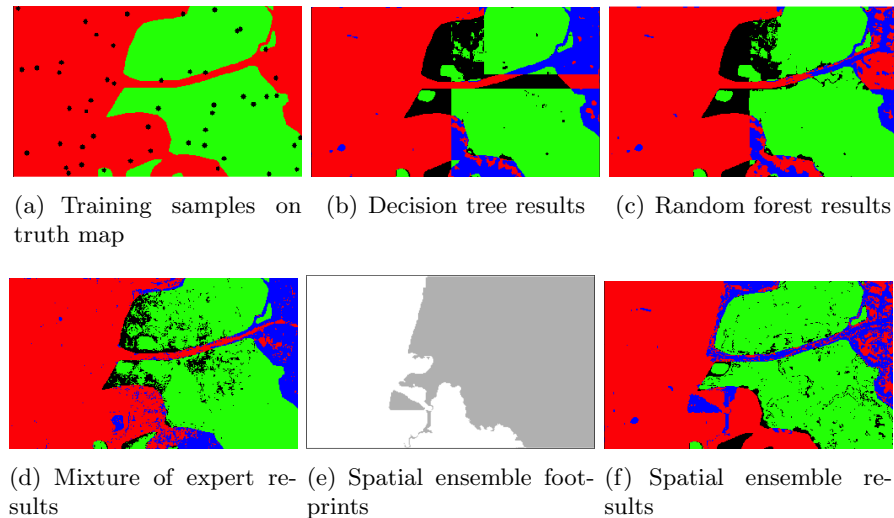 (a) Training samples on
truth map
(b) Decision tree results
(c) Random forest results
(d) Mixture of expert re-
sults
(e) Spatial ensemble foot-
prints
(f) Spatial ensemble re-
sults